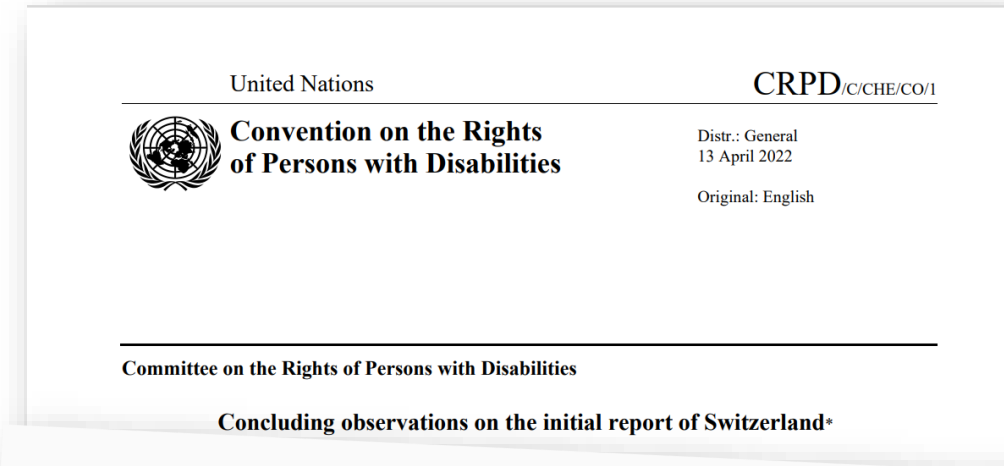 United Nations
CRPD/C/CHE/CO/1
Convention on the Rights
of Persons with Disabilities
Distr.: General
13 April 2022
Original: English
Committee on the Rights of Persons with Disabilities
Concluding observations on the initial report of Switzerland*